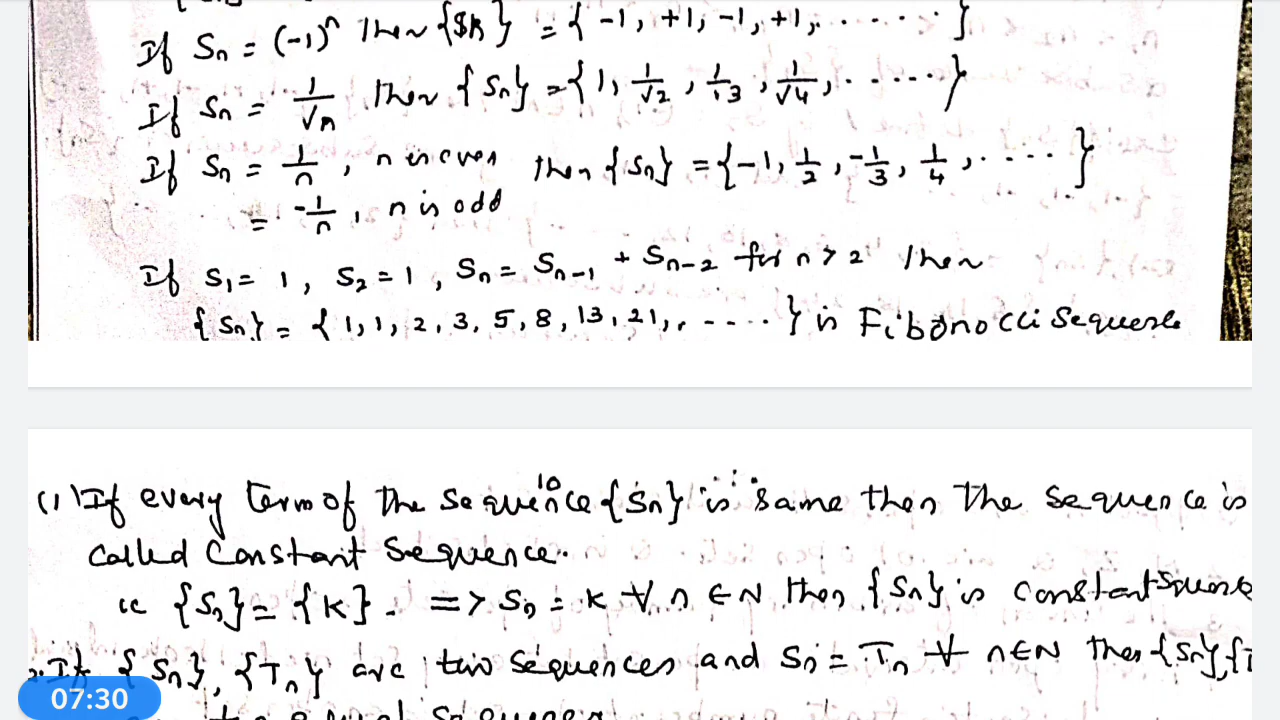 If Sn = (-1)ⁿ Then {Sn} = { -1, +1, -1, +1, ...... }
If Sn = 1/√n Then {Sn} = {1, 1/√2, 1/√3, 1/√4, ...... }
If Sn = 1/n, n is even then {Sn} = {-1, 1/2, -1/3, 1/4, ..... }
= -1/n, n is odd
If S₁ = 1, S₂ = 1, Sn = Sn-1 + Sn-2 for n > 2 Then
{Sn} = {1, 1, 2, 3, 5, 8, 13, 21, ..... } is Fibonocci Sequence
10
(1) If every term of the sequence {Sn} is same then the sequence is
called Constant Sequence.
ie {Sn} = {K}. => Sn = K ∀ n ∈ N then {Sn} is constant
If {Sn}, {Tn} are two sequences and Sn = Tn ∀ n∈N then {Sn},{T
07:30